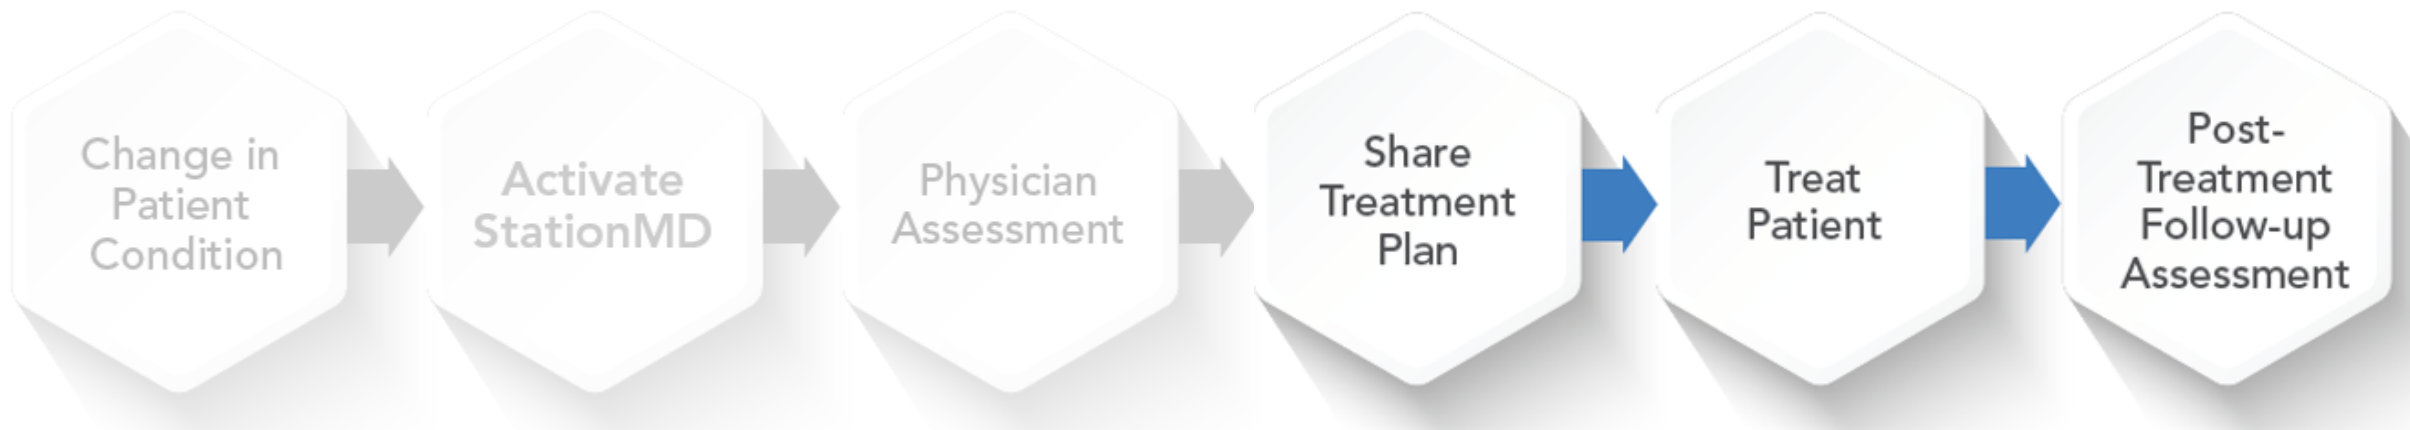 Change in
Patient
Condition
Activate
StationMD
Physician
Assessment
Share
Treatment
Plan
Treat
Patient
Post-
Treatment
Follow-up
Assessment